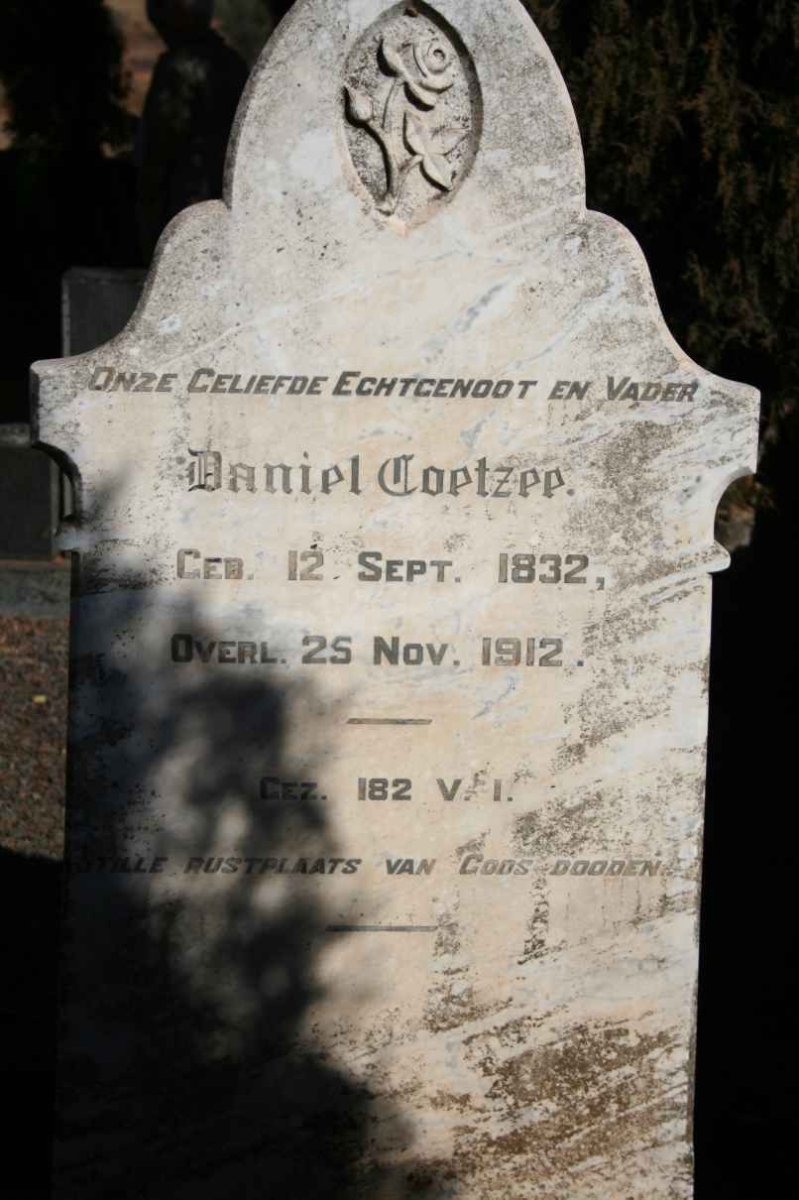 Onze Geliefde Echtgenoot en Vader
Daniel Coetzee.
Geb. 12 Sept. 1832,
Overl. 25 Nov. 1912.
Gez. 182 V. 1.
Stille rustplaats van Gods dooden